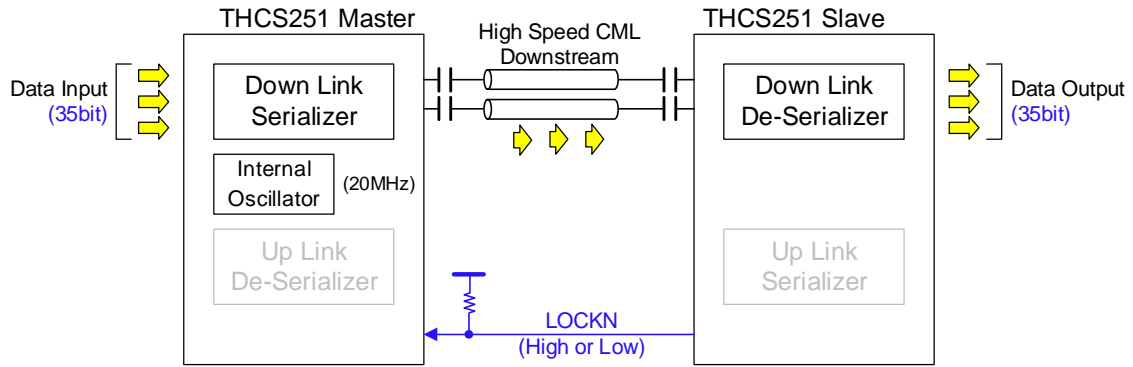 THCS251 Master
THCS251 Slave
High Speed CML
Downstream
Data Input
(35bit)
Down Link
Serializer
Down Link
De-Serializer
Data Output
(35bit)
Internal
Oscillator
(20MHz)
Up Link
De-Serializer
Up Link
Serializer
LOCKN
(High or Low)